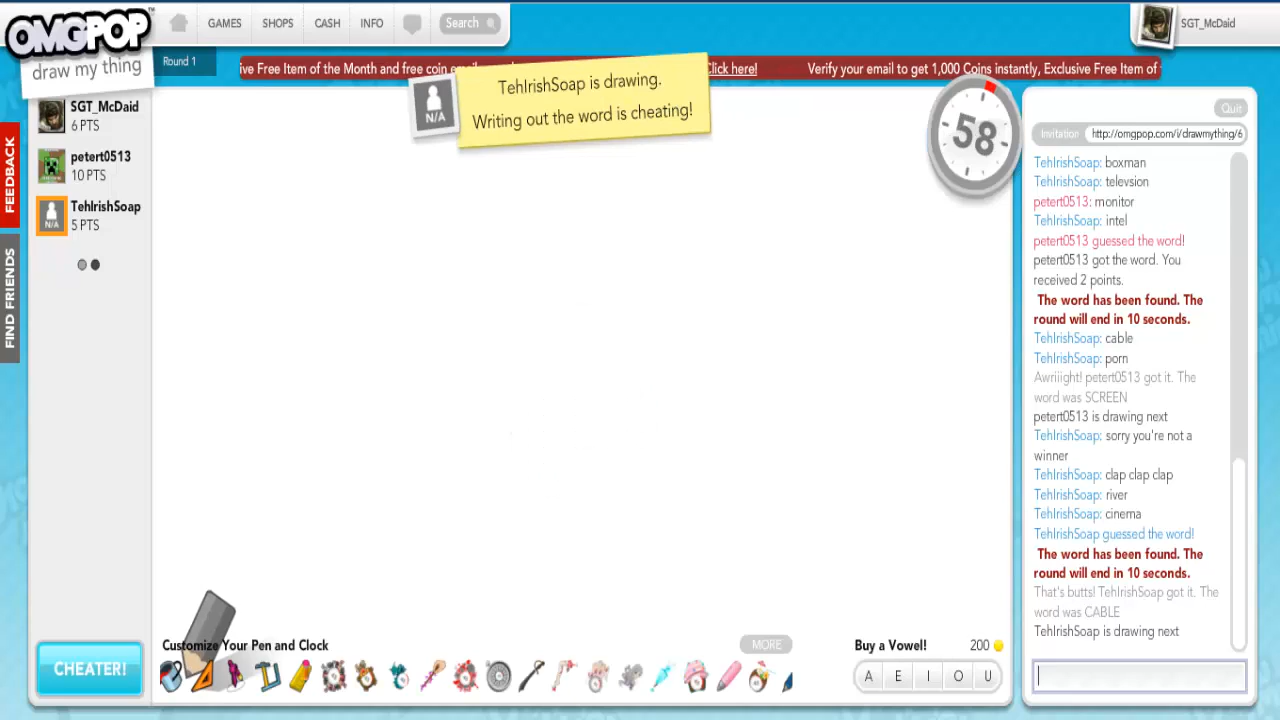 OMGPOP™
GAMES
SHOPS
CASH
INFO
Search
SGT_McDaid
draw my thing
Round 1
ive Free Item of the Month and free coin
Click here!
Verify your email to get 1,000 Coins instantly, Exclusive Free Item of
TehIrishSoap is drawing.
Writing out the word is cheating!
N/A
58
SGT_McDaid
6 PTS
petert0513
10 PTS
N/A
TehIrishSoap
5 PTS
FEEDBACK
FIND FRIENDS
Quit
Invitation http://omgpop.com/i/drawmything/6
TehIrishSoap: boxman
TehIrishSoap: televsion
petert0513: monitor
TehIrishSoap: intel
petert0513 guessed the word!
petert0513 got the word. You
received 2 points.
The word has been found. The
round will end in 10 seconds.
TehIrishSoap: cable
TehIrishSoap: porn
Awriiight! petert0513 got it. The
word was SCREEN
petert0513 is drawing next
TehIrishSoap: sorry you're not a
winner
TehIrishSoap: clap clap clap
TehIrishSoap: river
TehIrishSoap: cinema
TehIrishSoap guessed the word!
The word has been found. The
round will end in 10 seconds.
That's butts! TehIrishSoap got it. The
word was CABLE
TehIrishSoap is drawing next
CHEATER!
Customize Your Pen and Clock
MORE
Buy a Vowel!
200
A E I O U